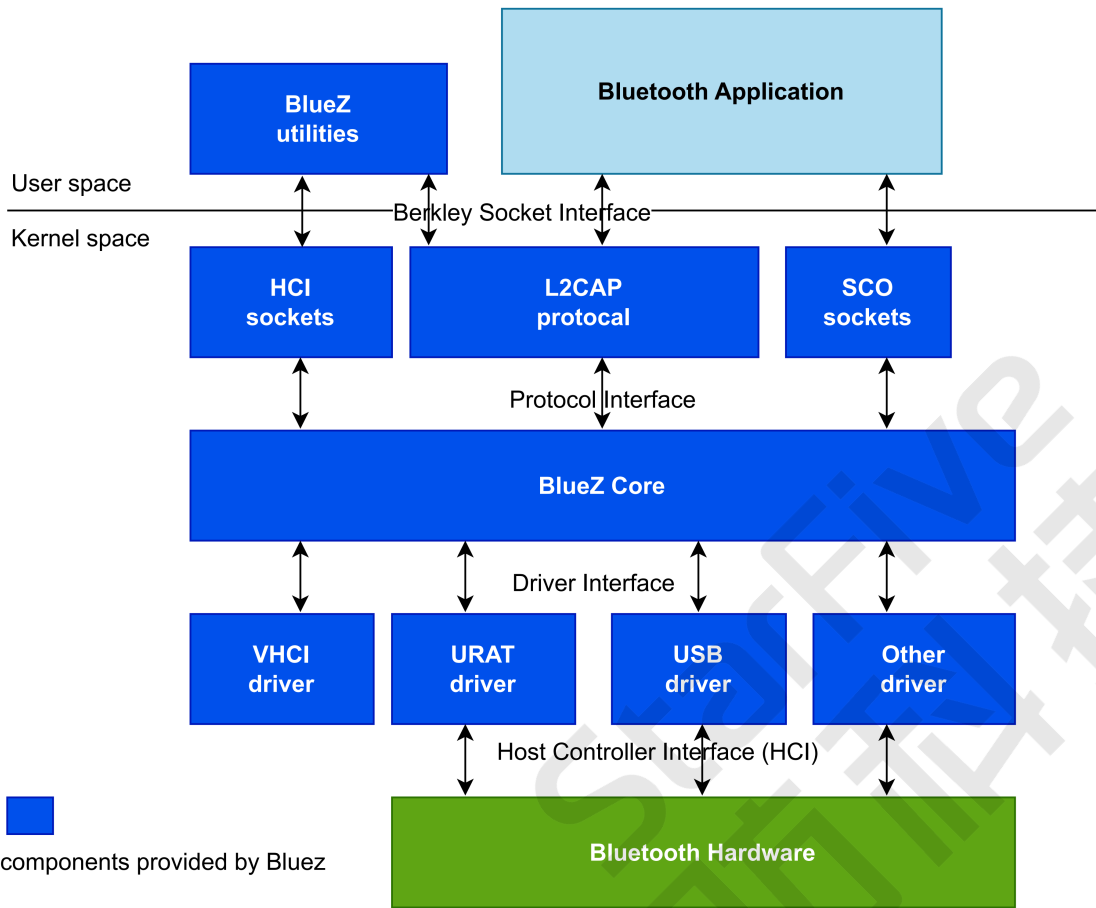 BlueZ
utilities
Bluetooth Application
User space
Berkley Socket Interface
Kernel space
HCI
sockets
L2CAP
protocal
SCO
sockets
Protocol Interface
BlueZ Core
Driver Interface
VHCI
driver
URAT
driver
USB
driver
Other
driver
Host Controller Interface (HCI)
Bluetooth Hardware
components provided by Bluez
StarFive